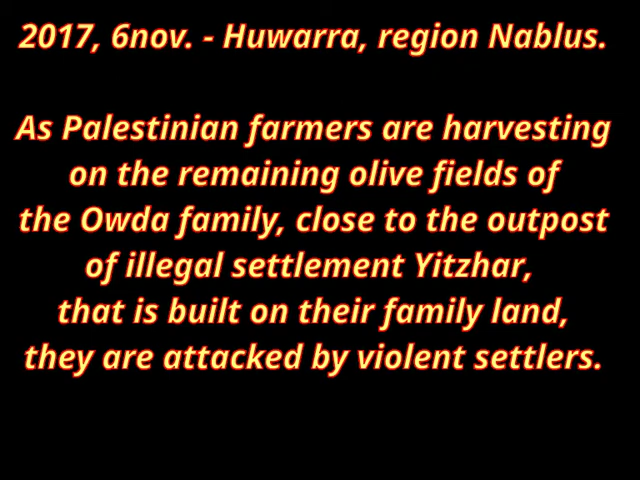 2017, 6nov. - Huwarra, region Nablus.
As Palestinian farmers are harvesting
on the remaining olive fields of
the Owda family, close to the outpost
of illegal settlement Yitzhar,
that is built on their family land,
they are attacked by violent settlers.